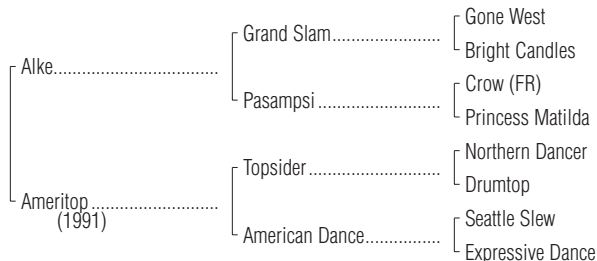 Gone West
Grand Slam........................
Bright Candles
Alke....................................
Crow (FR)
Pasampsi...........................
Princess Matilda
Northern Dancer
Topsider.............................
Drumtop
Ameritop............................
(1991)
Seattle Slew
American Dance.................
Expressive Dance